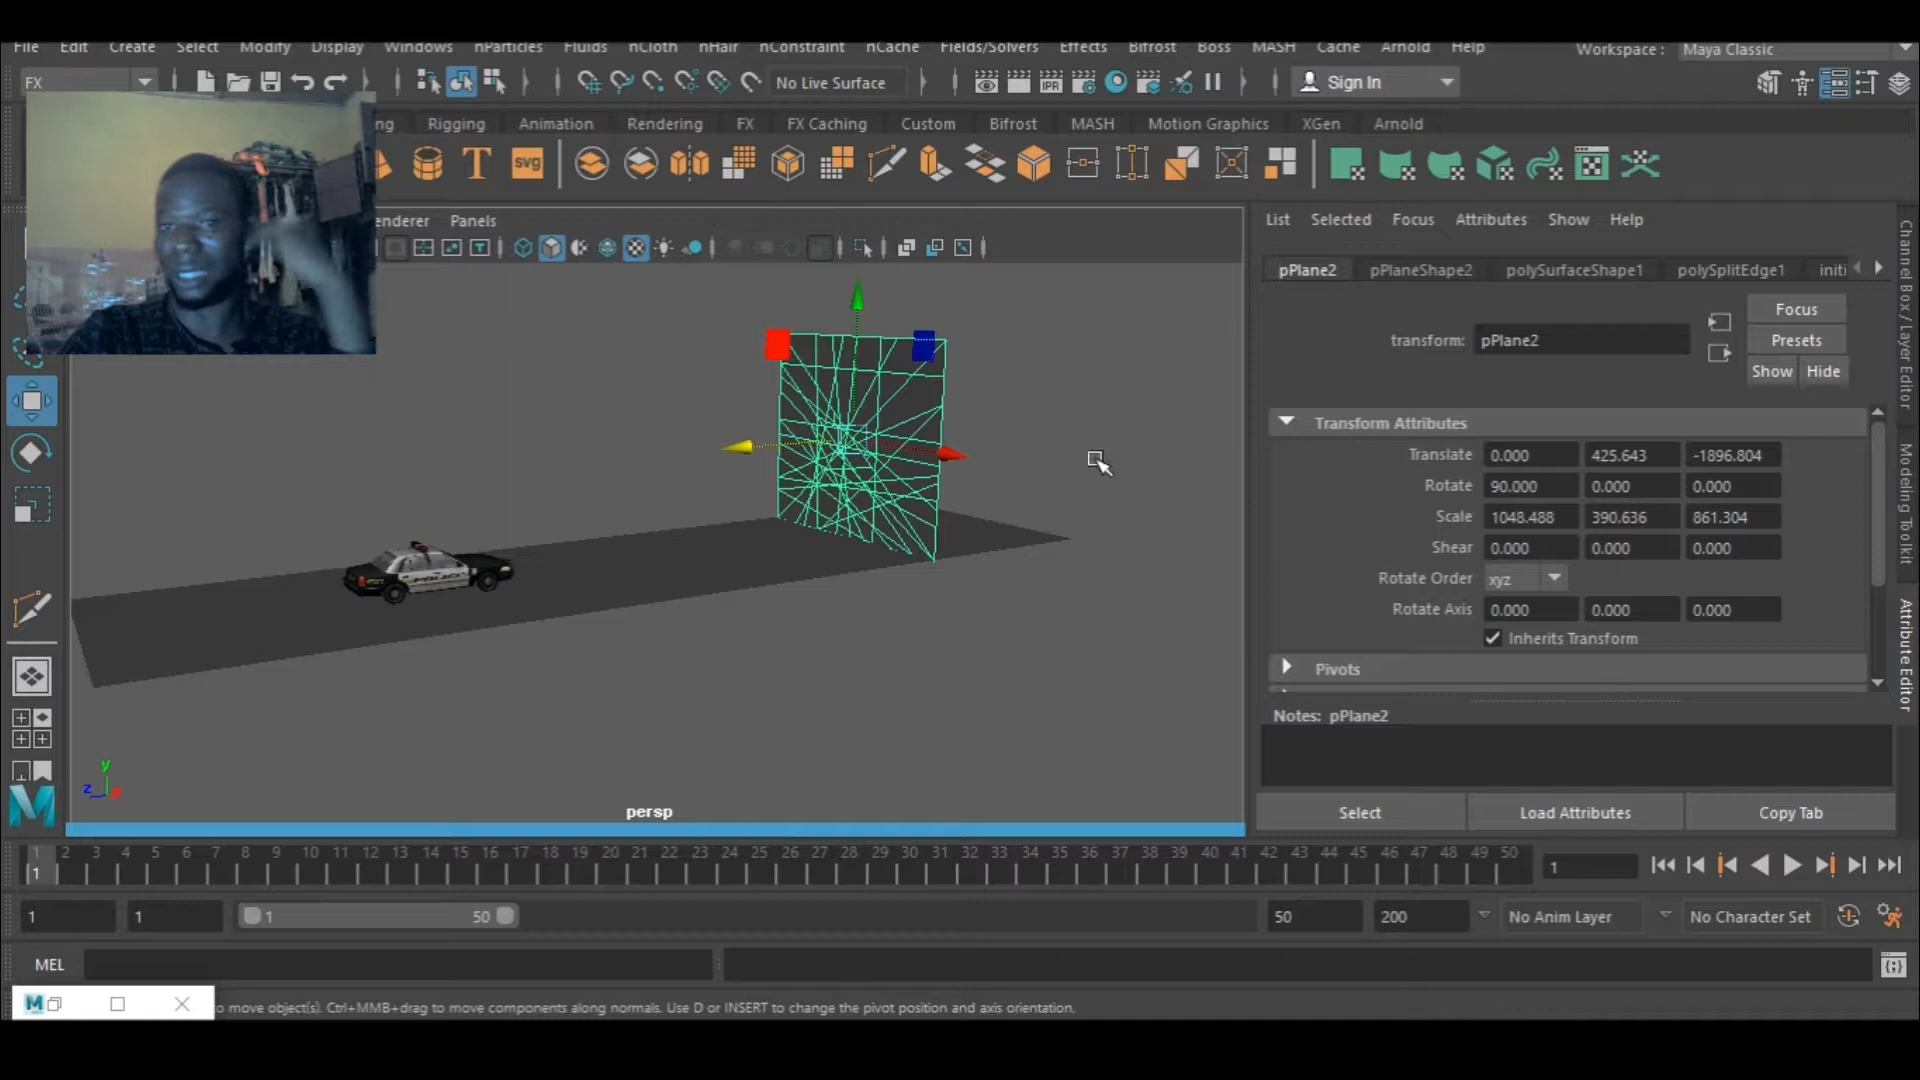 File Edit Create Select Modify Display Windows nParticles Fluids nCloth nHair nConstraint nCache Fields/Solvers Effects Bifrost Boss MASH Cache Arnold Help Workspace : Maya Classic
FX No Live Surface IPR Sign In
ng Rigging Animation Rendering FX FX Caching Custom Bifrost MASH Motion Graphics XGen Arnold
T svg
enderer Panels
List Selected Focus Attributes Show Help
pPlane2 pPlaneShape2 polySurfaceShape1 polySplitEdge1 initi
Focus
transform: pPlane2 Presets
Show Hide
Transform Attributes
Translate 0.000 425.643 -1896.804
Rotate 90.000 0.000 0.000
Scale 1048.488 390.636 861.304
Shear 0.000 0.000 0.000
Rotate Order xyz
Rotate Axis 0.000 0.000 0.000
Inherits Transform
Pivots
Notes: pPlane2
Select Load Attributes Copy Tab
Channel Box / Layer Editor
Modeling Toolkit
Attribute Editor
POLICE
y
z
persp
1 2 3 4 5 6 7 8 9 10 11 12 13 14 15 16 17 18 19 20 21 22 23 24 25 26 27 28 29 30 31 32 33 34 35 36 37 38 39 40 41 42 43 44 45 46 47 48 49 50
1 1
1 1 1 50 50 200 No Anim Layer No Character Set
MEL
M o move object(s). Ctrl+MMB+drag to move components along normals. Use D or INSERT to change the pivot position and axis orientation.